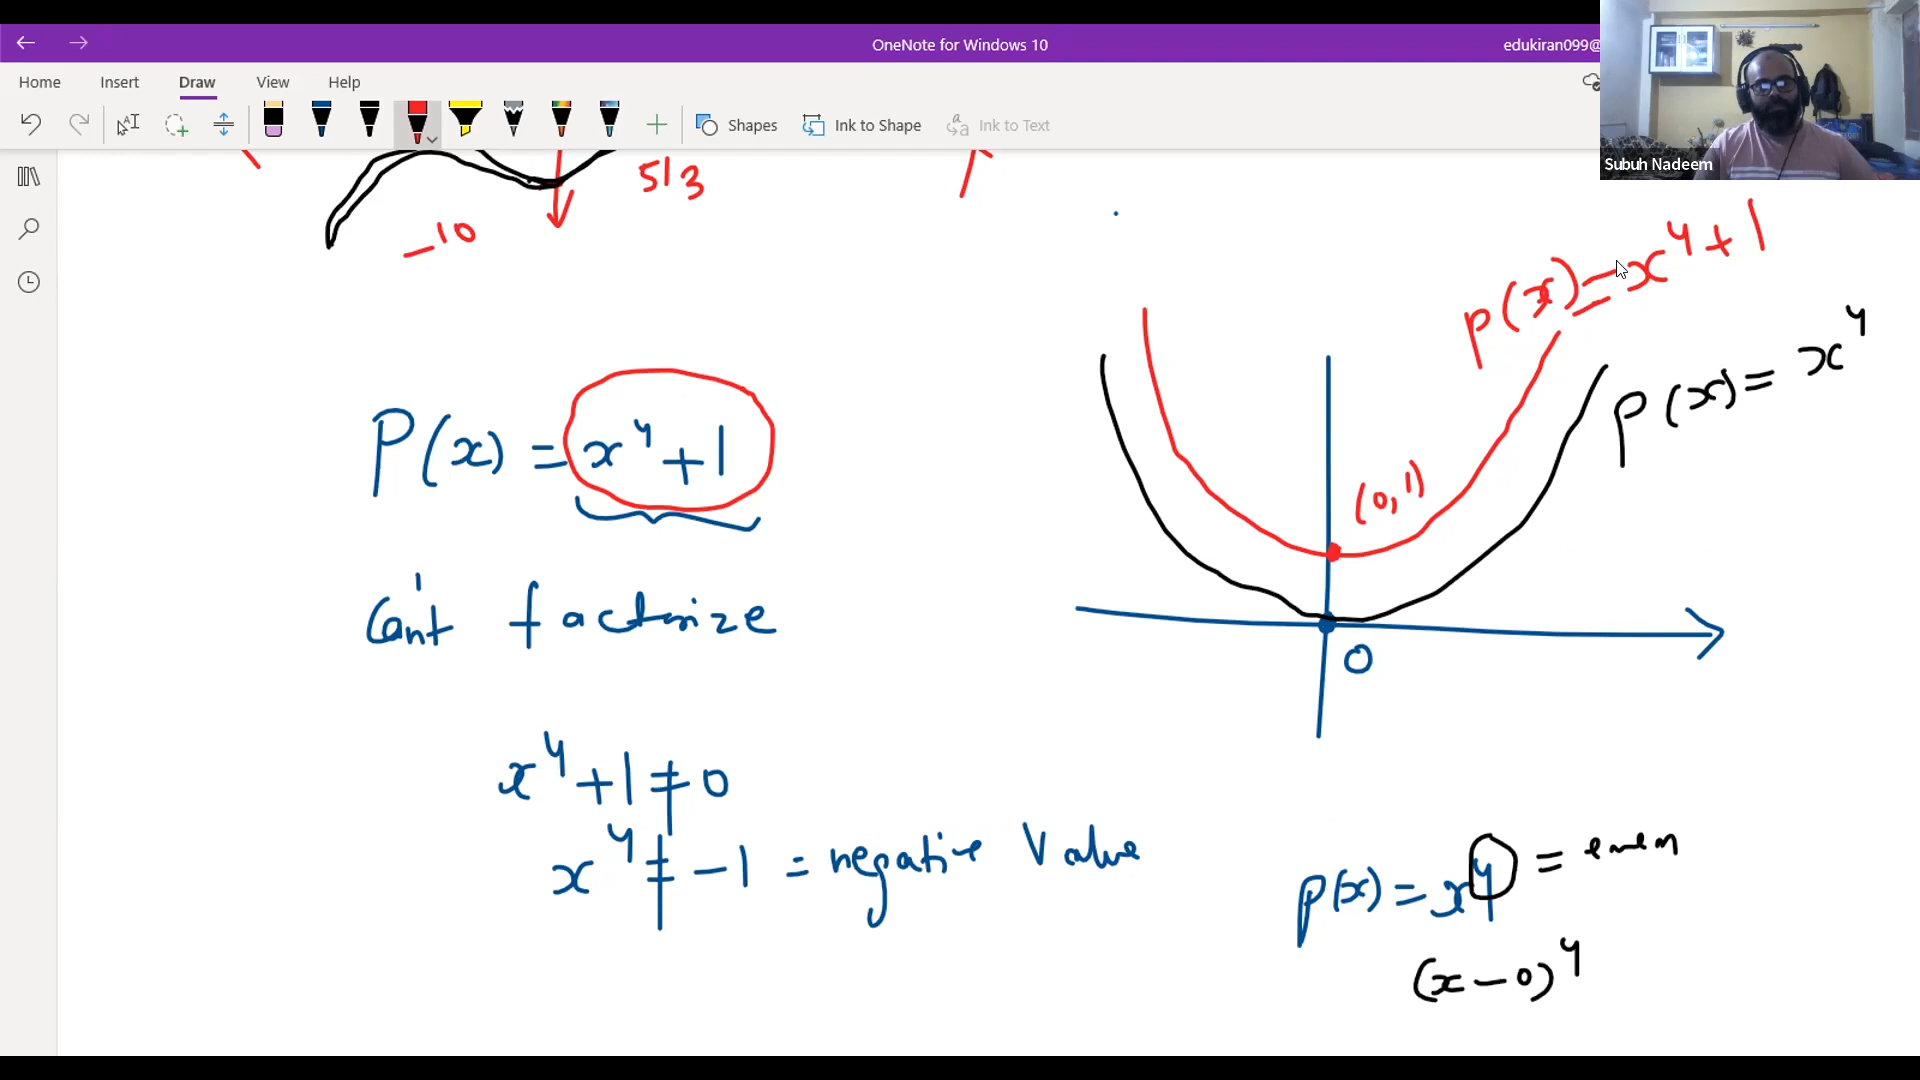 OneNote for Windows 10
edukiran099@
Home Insert Draw View Help
Shapes Ink to Shape Ink to Text
Subuh Nadeem
5/3
-10
p(x) = x⁴ + 1
p(x) = x⁴
P(x) = x⁴ + 1
(0, 1)
Can't factorize
0
x⁴ + 1 ≠ 0
x⁴ ≠ -1 = negative Value
p(x) = x⁴ = even
(x - 0)⁴